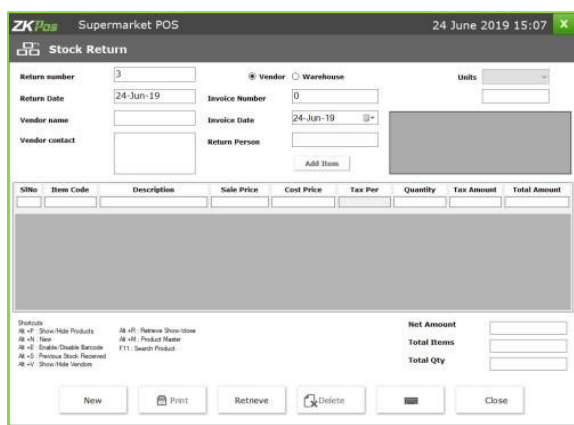 ZKPos Supermarket POS 24 June 2019 15:07 X
Stock Return
Return number 3 Vendor Warehouse Units
Return Date 24-Jun-19 Invoice Number 0
Vendor name Invoice Date 24-Jun-19
Vendor contact Return Person
Add Item
SlNo Item Code Description Sale Price Cost Price Tax Per Quantity Tax Amount Total Amount
Shortcuts
Alt +P : Show/Hide Products Alt +R : Retrieve Show/close
Alt +N : New Alt +M : Product Master
Alt +E : Enable/Disable Barcode F11 : Search Product
Alt +S : Previous Stock Received
Alt +V : Show/Hide Vendors
Net Amount
Total Items
Total Qty
New Print Retrieve Delete Close